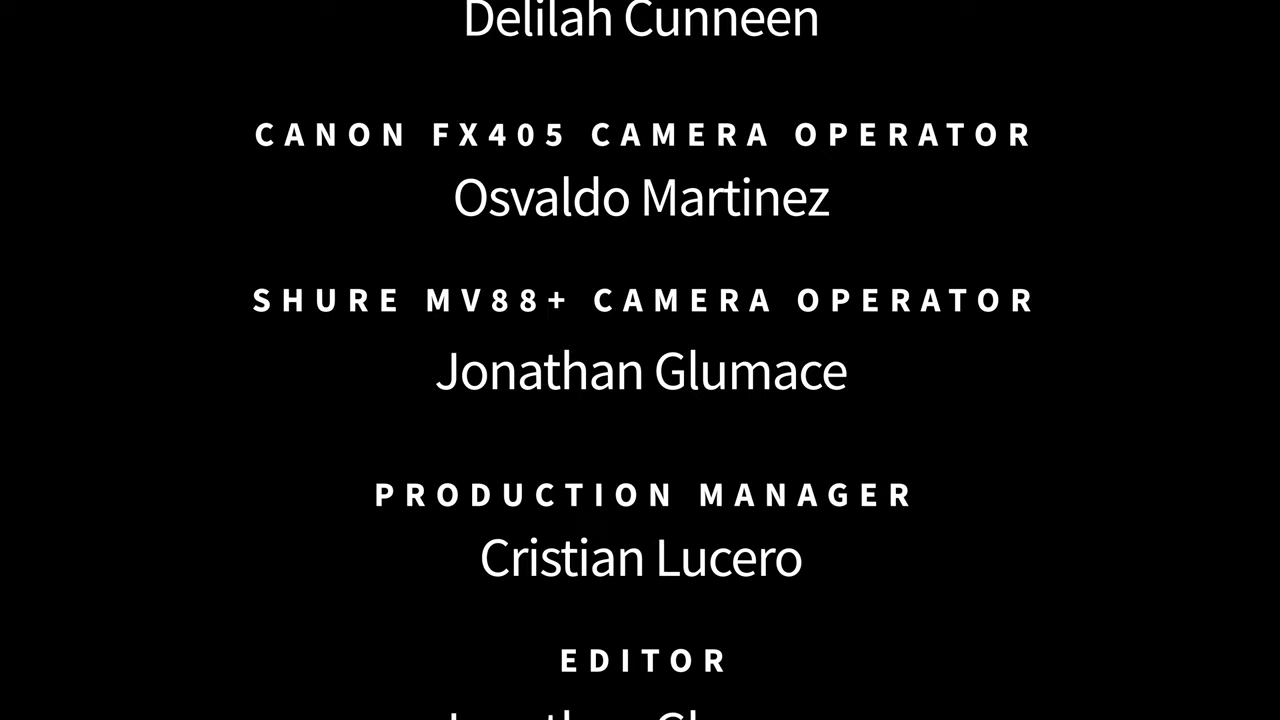 Delilah Cunneen
CANON FX405 CAMERA OPERATOR
Osvaldo Martinez
SHURE MV88+ CAMERA OPERATOR
Jonathan Glumace
PRODUCTION MANAGER
Cristian Lucero
EDITOR